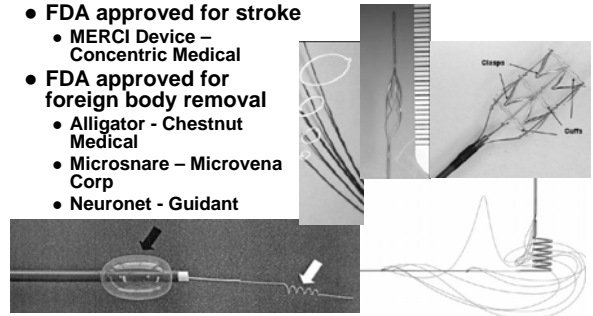 • FDA approved for stroke
• MERCI Device –
Concentric Medical
• FDA approved for
foreign body removal
• Alligator - Chestnut
Medical
• Microsnare – Microvena
Corp
• Neuronet - Guidant
Clasps
Cuffs